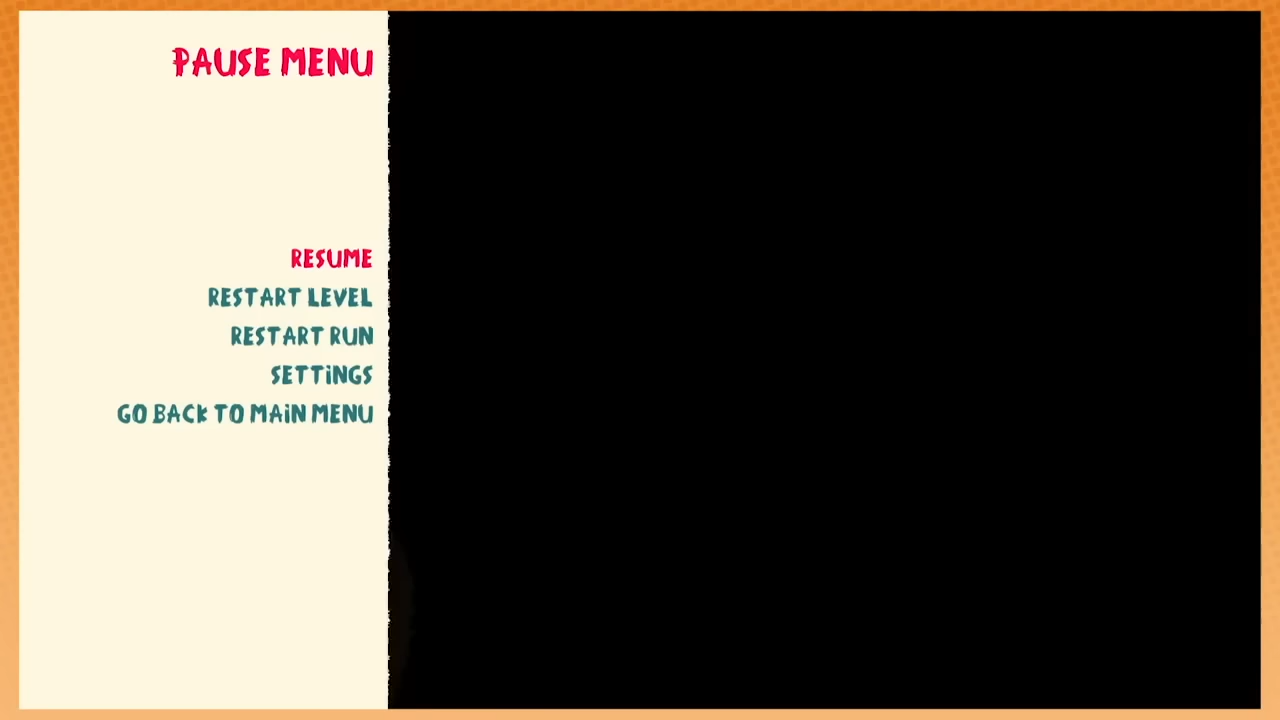 PAUSE MENU
RESUME
RESTART LEVEL
RESTART RUN
SETTINGS
GO BACK TO MAIN MENU